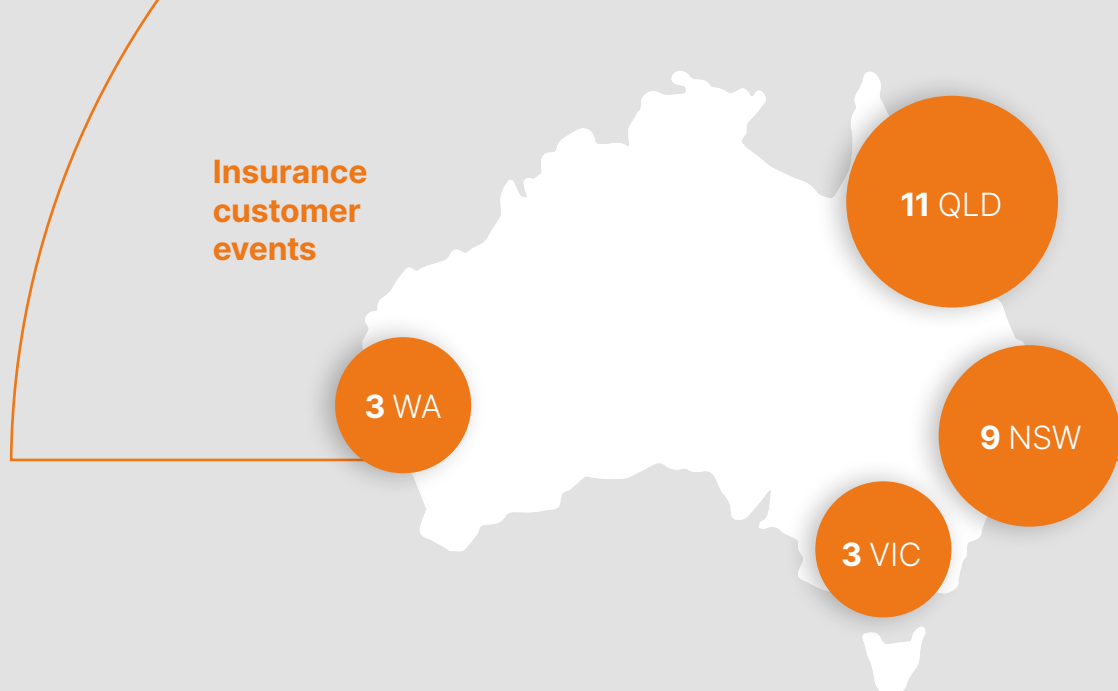 Insurance
customer
events
11 QLD
3 WA
9 NSW
3 VIC